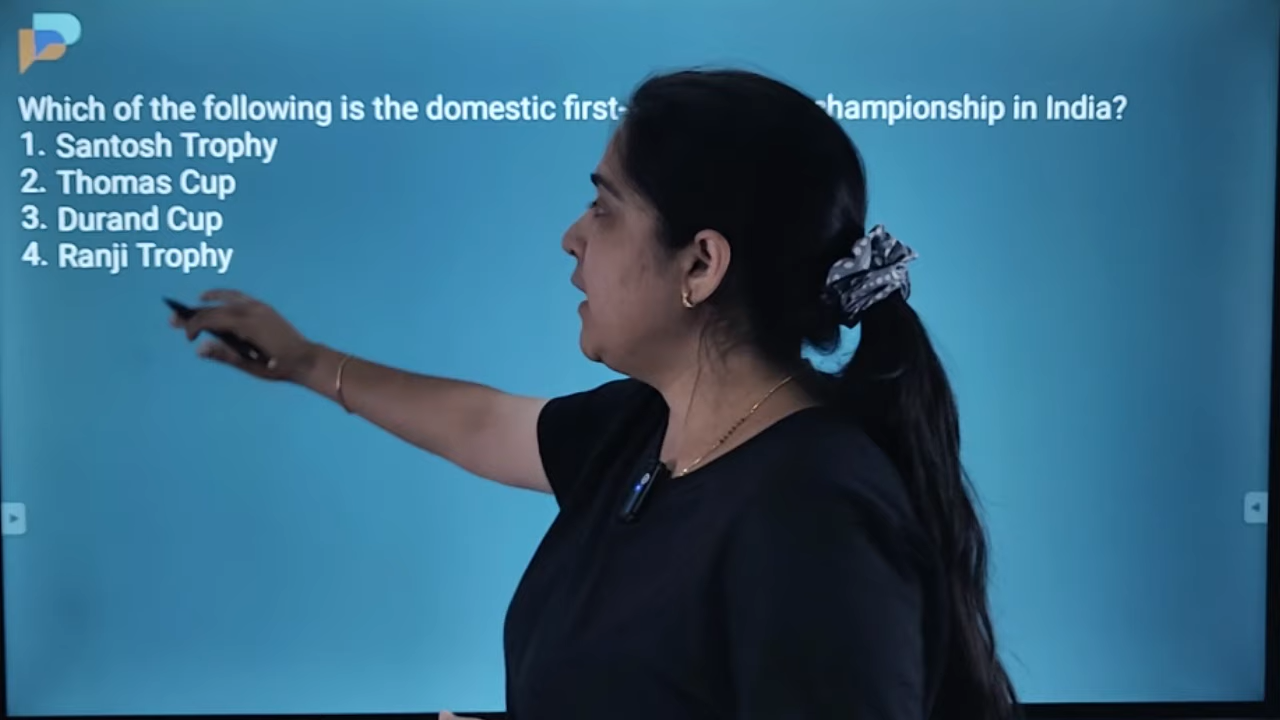 Which of the following is the domestic first- championship in India?
1. Santosh Trophy
2. Thomas Cup
3. Durand Cup
4. Ranji Trophy